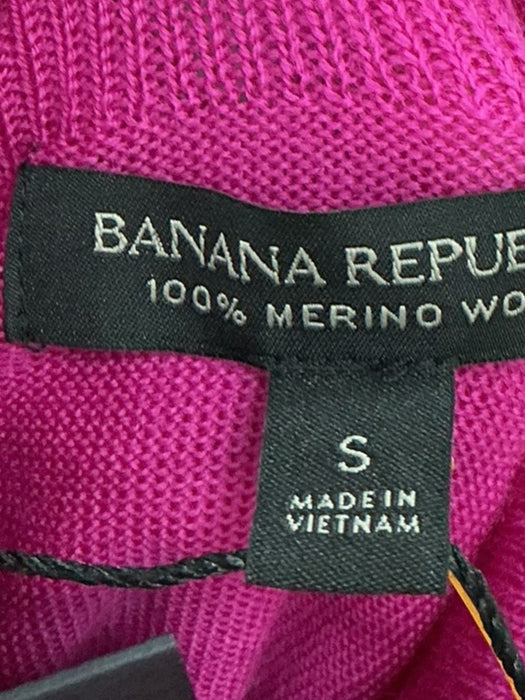 BANANA REPUB
100% MERINO WO
S
MADE IN
VIETNAM